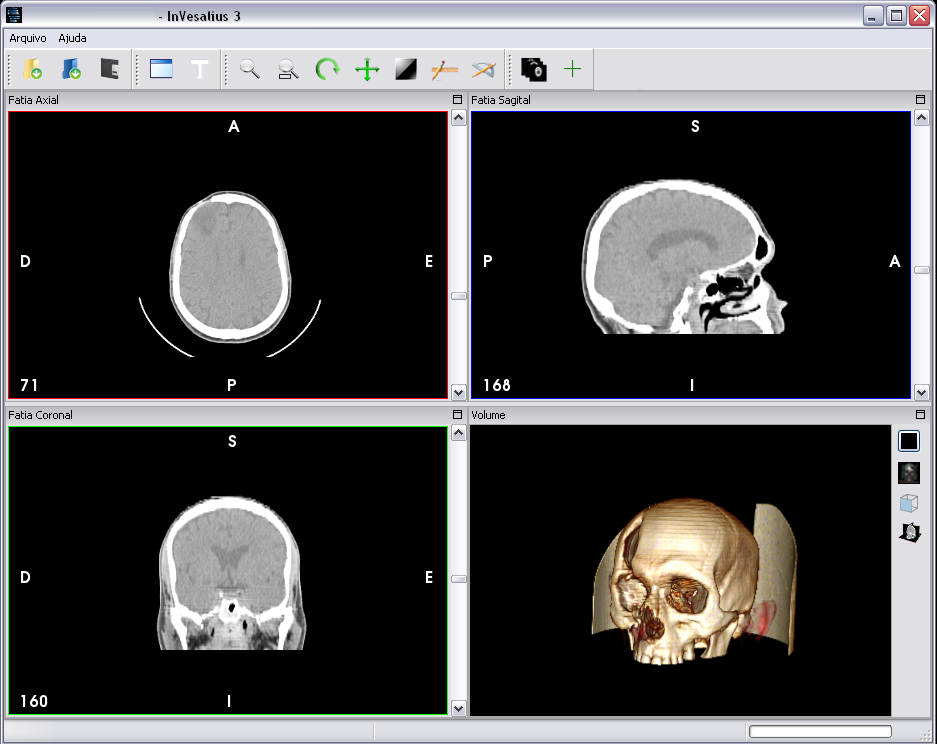 - InVesalius 3
Arquivo Ajuda
T
Fatia Axial
A
D
E
71
P
Fatia Sagital
S
P
A
168
I
Fatia Coronal
S
D
E
160
I
Volume